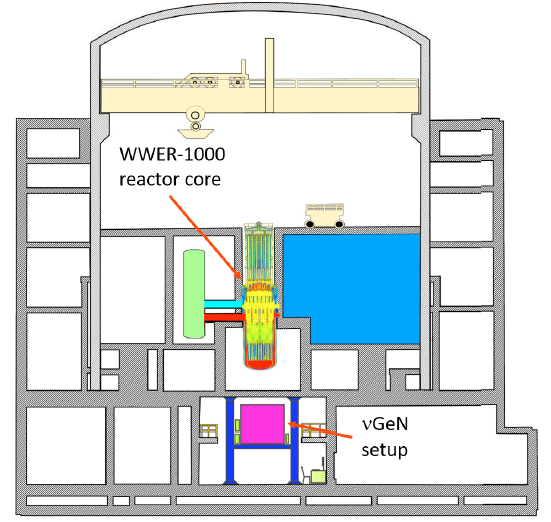 WWER-1000
reactor core
νGeN
setup